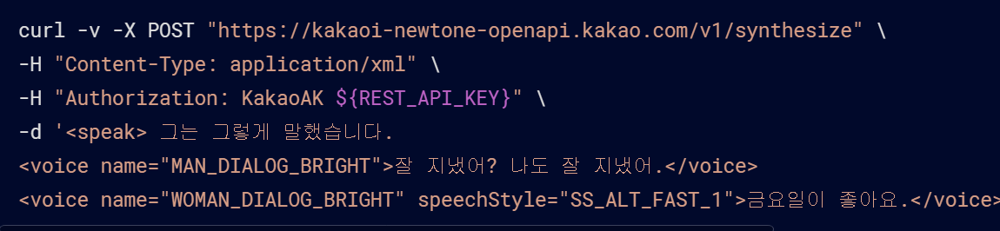 curl -v -X POST "https://kakaoi-newtone-openapi.kakao.com/v1/synthesize" \
-H "Content-Type: application/xml" \
-H "Authorization: KakaoAK ${REST_API_KEY}" \
-d '<speak> 그는 그렇게 말했습니다.
<voice name="MAN_DIALOG_BRIGHT">잘 지냈어? 나도 잘 지냈어.</voice>
<voice name="WOMAN_DIALOG_BRIGHT" speechStyle="SS_ALT_FAST_1">금요일이 좋아요.</voice>